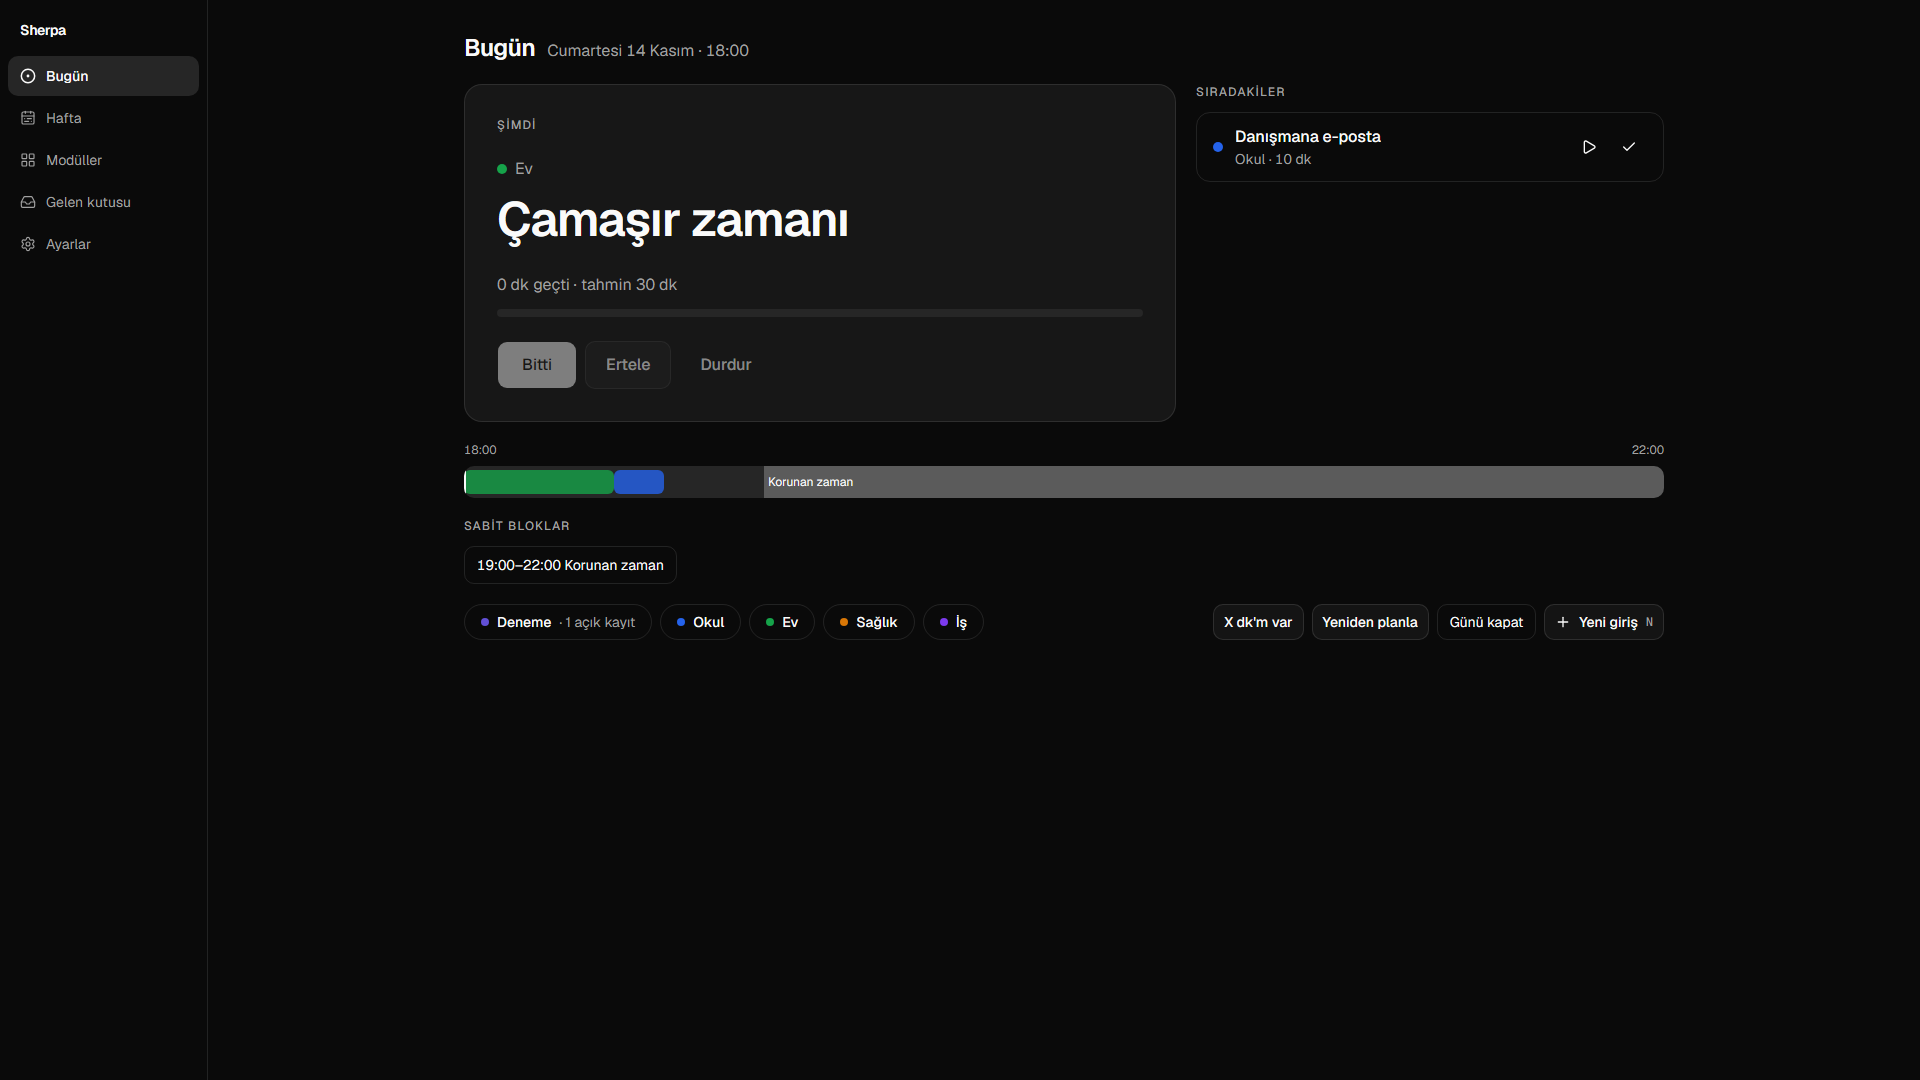 Sherpa
Bugün
Hafta
Modüller
Gelen kutusu
Ayarlar
Bugün Cumartesi 14 Kasım · 18:00
ŞİMDİ
Ev
Çamaşır zamanı
0 dk geçti · tahmin 30 dk
Bitti Ertele Durdur
SIRADAKİLER
Danışmana e-posta
Okul · 10 dk
18:00 22:00
Korunan zaman
SABİT BLOKLAR
19:00–22:00 Korunan zaman
Deneme · 1 açık kayıt Okul Ev Sağlık İş X dk'm var Yeniden planla Günü kapat Yeni giriş N